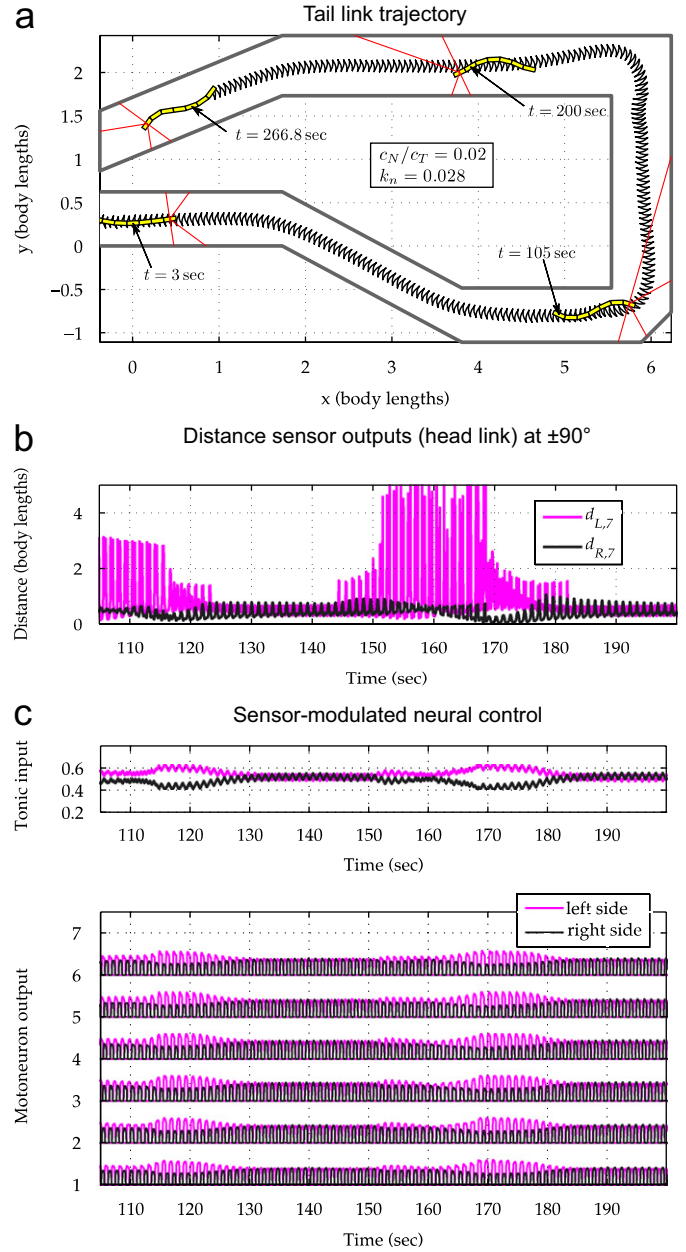 a
Tail link trajectory
2
1.5
1
0.5
0
−0.5
−1
y (body lengths)
t = 200 sec
t = 266.8 sec
c_N/c_T = 0.02
k_n = 0.028
t = 3 sec
t = 105 sec
0 1 2 3 4 5 6
x (body lengths)
b
Distance sensor outputs (head link) at ±90°
Distance (body lengths)
4
2
0
d_{L,7}
d_{R,7}
110 120 130 140 150 160 170 180 190
Time (sec)
c
Sensor-modulated neural control
Tonic input
0.6
0.4
0.2
110 120 130 140 150 160 170 180 190
Time (sec)
left side
right side
Motoneuron output
7
6
5
4
3
2
1
110 120 130 140 150 160 170 180 190
Time (sec)